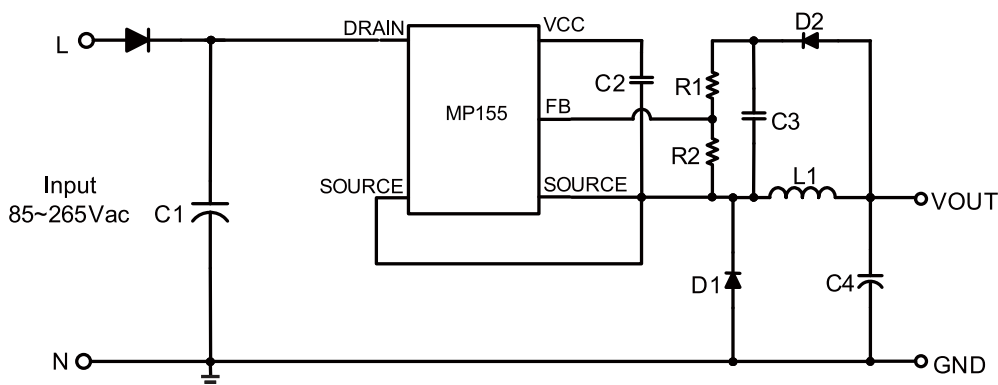 L
DRAIN
VCC
D2
C2
R1
MP155
FB
C3
R2
Input
85~265Vac
C1
SOURCE
SOURCE
L1
VOUT
D1
C4
N
GND